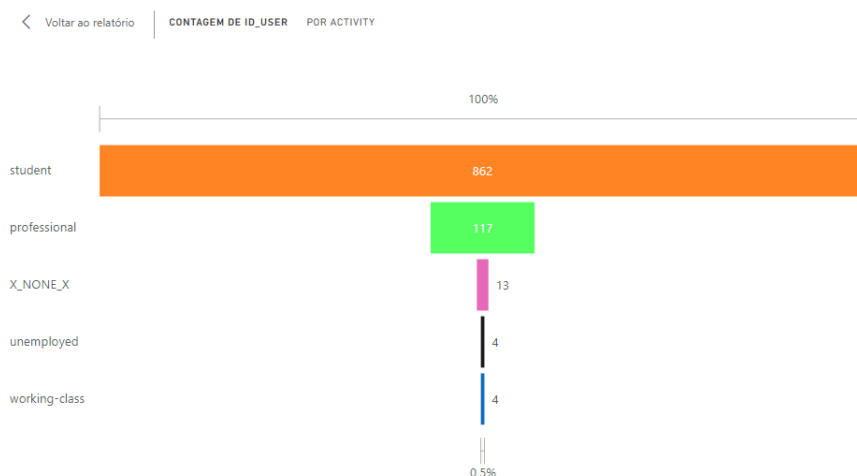 Voltar ao relatório CONTAGEM DE ID_USER POR ACTIVITY
100%
student 862
professional 117
X_NONE_X 13
unemployed 4
working-class 4
0.5%